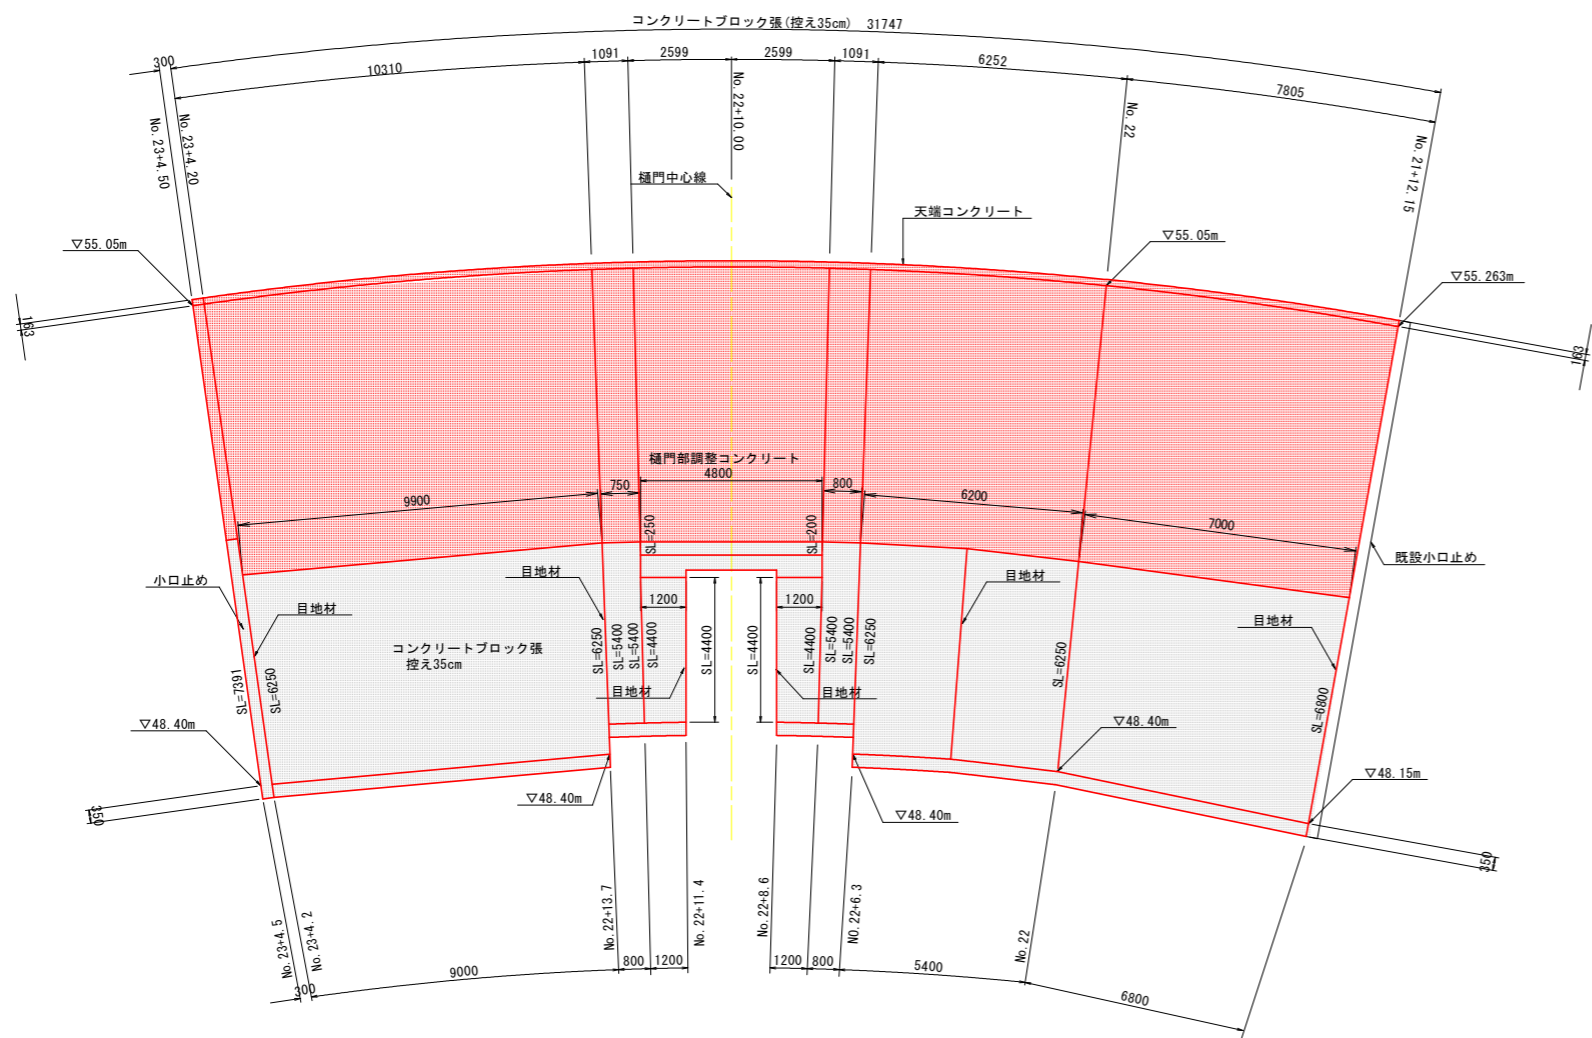 コンクリートブロック張(控え35cm) 31747
300
10310
1091
2599
2599
1091
6252
7805
No.23+4.50
No.23+4.20
No.22+10.00
No.22
No.21+12.15
樋門中心線
天端コンクリート
▽55.05m
▽55.05m
▽55.263m
163
163
樋門部調整コンクリート
4800
9900
750
800
6200
7000
SL=250
SL=200
小口止め
目地材
目地材
目地材
既設小口止め
目地材
1200
1200
コンクリートブロック張
控え35cm
SL=7391
SL=6250
SL=6250
SL=5400
SL=5400
SL=4400
SL=4400
SL=4400
SL=4400
SL=5400
SL=5400
SL=6250
SL=6250
SL=6800
目地材
目地材
▽48.40m
▽48.40m
▽48.40m
▽48.40m
▽48.15m
350
350
No.23+4.5
No.23+4.2
No.22+13.7
No.22+11.4
No.22+8.6
NO.22+6.3
No.22
300
9000
800
1200
1200
800
5400
6800